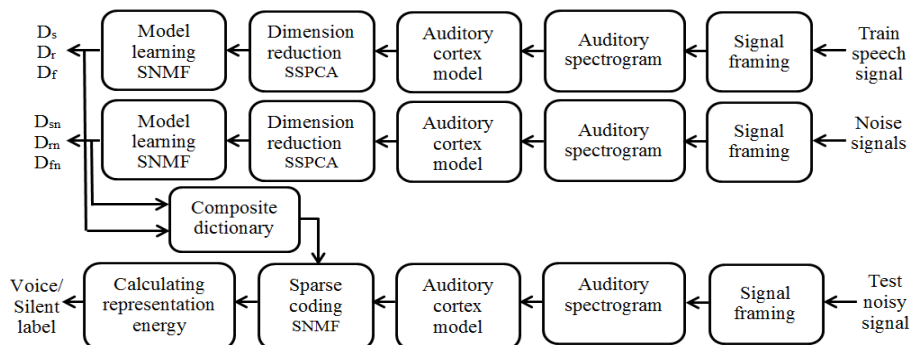 Ds
Dr
Df
Model
learning
SNMF
Dimension
reduction
SSPCA
Auditory
cortex
model
Auditory
spectrogram
Signal
framing
Train
speech
signal
Dsn
Drn
Dfn
Model
learning
SNMF
Dimension
reduction
SSPCA
Auditory
cortex
model
Auditory
spectrogram
Signal
framing
Noise
signals
Composite
dictionary
Voice/
Silent
label
Calculating
representation
energy
Sparse
coding
SNMF
Auditory
cortex
model
Auditory
spectrogram
Signal
framing
Test
noisy
signal